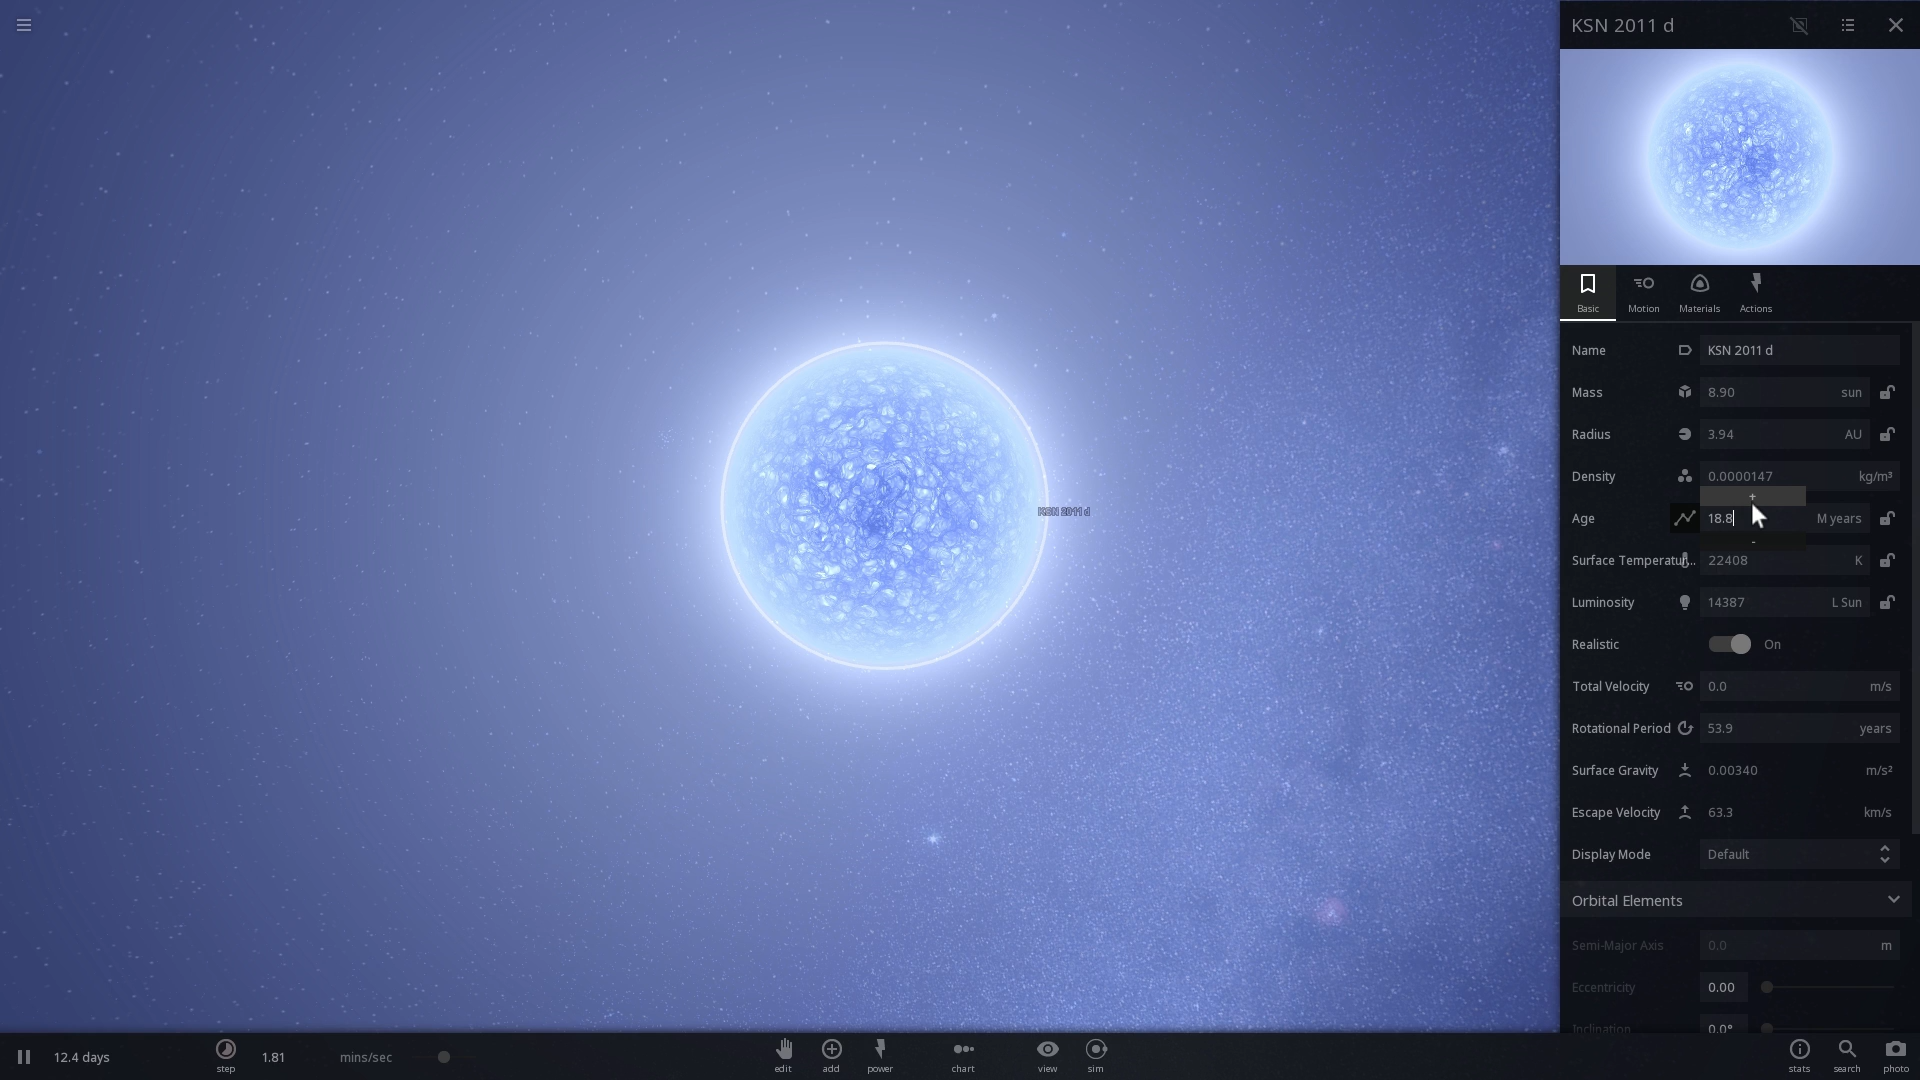 KSN 2011 d
Basic
Motion
Materials
Actions
Name KSN 2011 d
Mass 8.90 sun
Radius 3.94 AU
Density 0.0000147 kg/m³
+
Age 18.8 M years
-
Surface Temperatur... 22408 K
Luminosity 14387 L Sun
Realistic On
Total Velocity 0.0 m/s
Rotational Period 53.9 years
Surface Gravity 0.00340 m/s²
Escape Velocity 63.3 km/s
Display Mode Default
Orbital Elements
Semi-Major Axis 0.0 m
Eccentricity 0.00
Inclination 0.0°
KSN 2011 d
12.4 days
step
1.81 mins/sec
edit
add
power
chart
view
sim
stats
search
photo